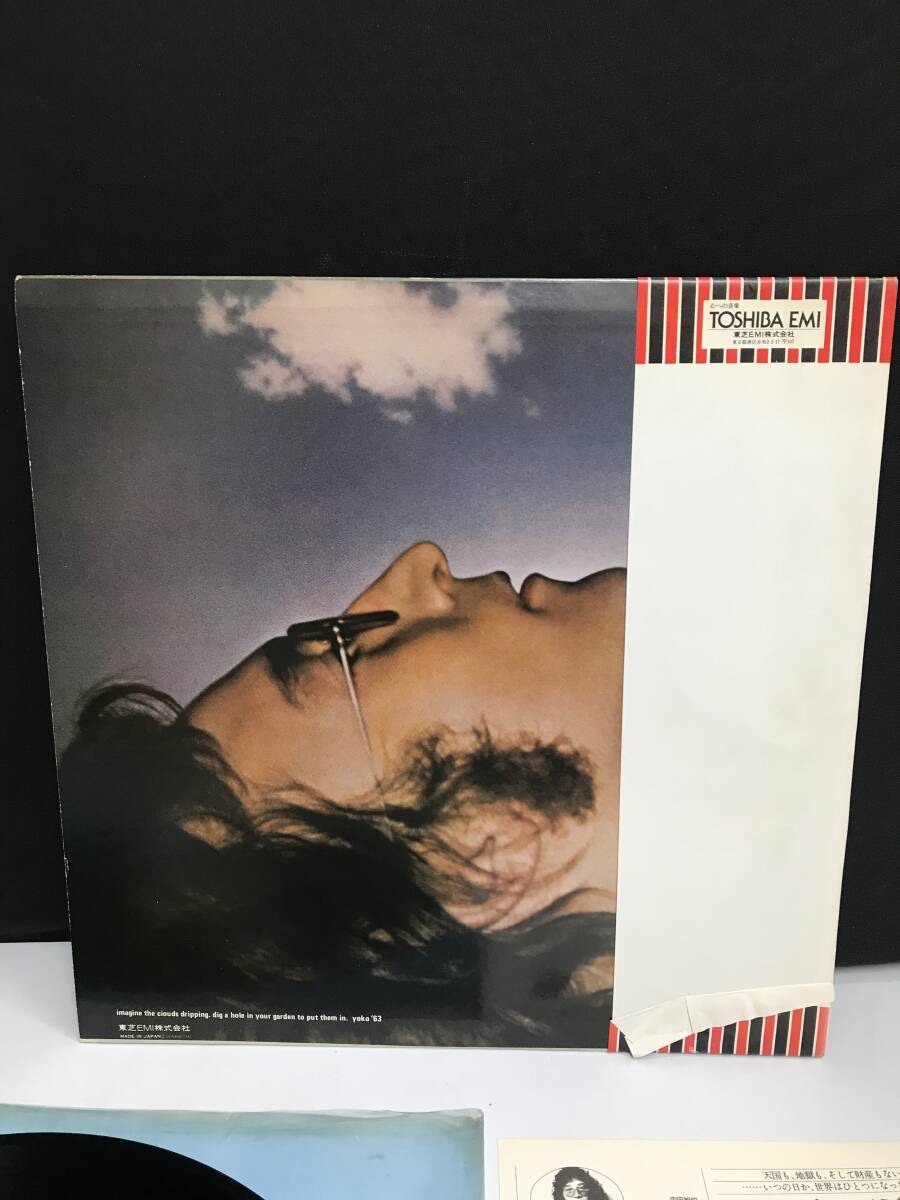 心への音楽
TOSHIBA EMI
東芝EMI株式会社
imagine the clouds dripping. dig a hole in your garden to put them in. yoko '63
東芝EMI株式会社
MADE IN JAPAN
天国も、地獄も、そして財産もない
……いつの日か、世界はひとつになっ